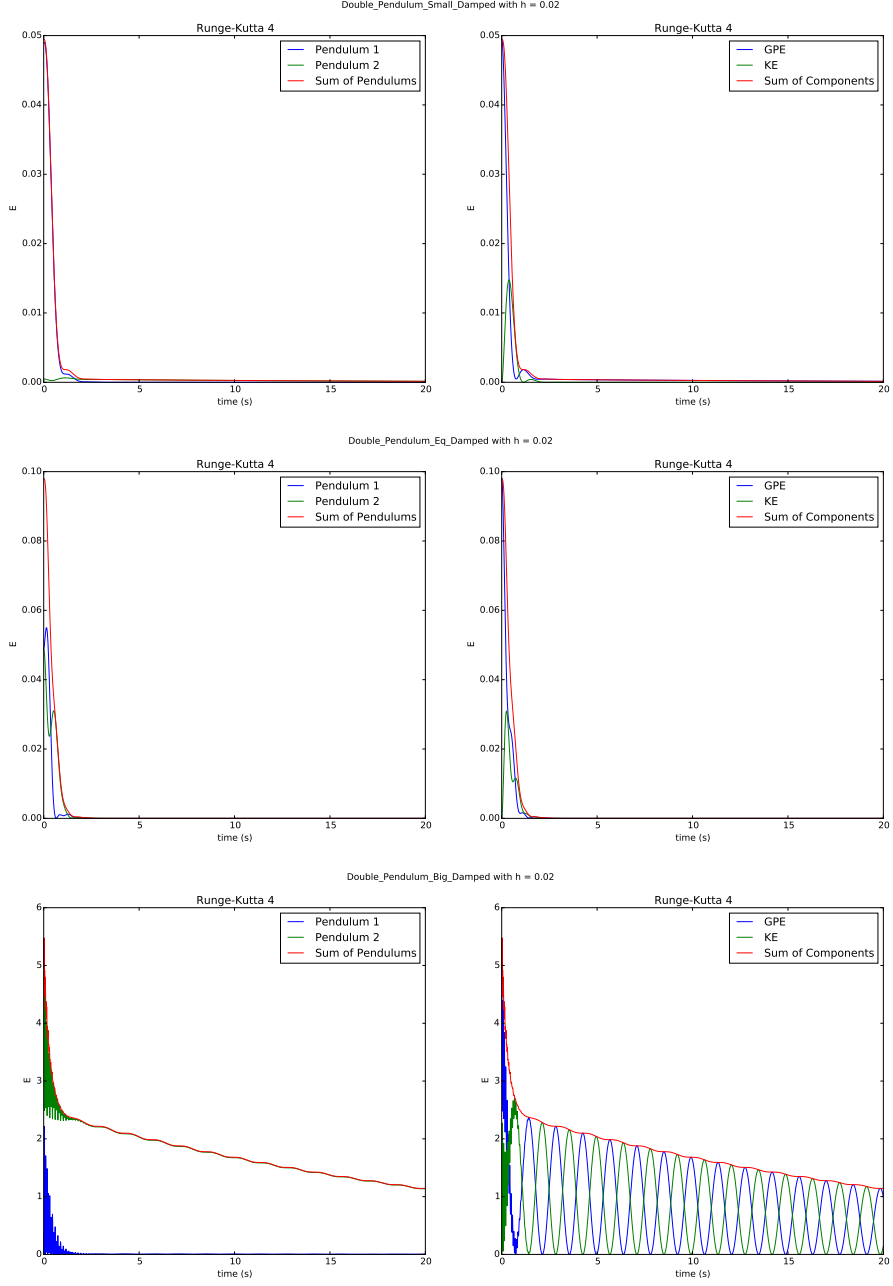 Double_Pendulum_Small_Damped with h = 0.02
Runge-Kutta 4
Pendulum 1
Pendulum 2
Sum of Pendulums
0.05
0.04
0.03
0.02
0.01
0.00
E
0 5 10 15 20
time (s)
Runge-Kutta 4
GPE
KE
Sum of Components
0.05
0.04
0.03
0.02
0.01
0.00
E
0 5 10 15 20
time (s)
Double_Pendulum_Eq_Damped with h = 0.02
Runge-Kutta 4
Pendulum 1
Pendulum 2
Sum of Pendulums
0.10
0.08
0.06
0.04
0.02
0.00
E
0 5 10 15 20
time (s)
Runge-Kutta 4
GPE
KE
Sum of Components
0.10
0.08
0.06
0.04
0.02
0.00
E
0 5 10 15 20
time (s)
Double_Pendulum_Big_Damped with h = 0.02
Runge-Kutta 4
Pendulum 1
Pendulum 2
Sum of Pendulums
6
5
4
3
2
1
0
E
0 5 10 15 20
time (s)
Runge-Kutta 4
GPE
KE
Sum of Components
6
5
4
3
2
1
0
E
0 5 10 15 20
time (s)